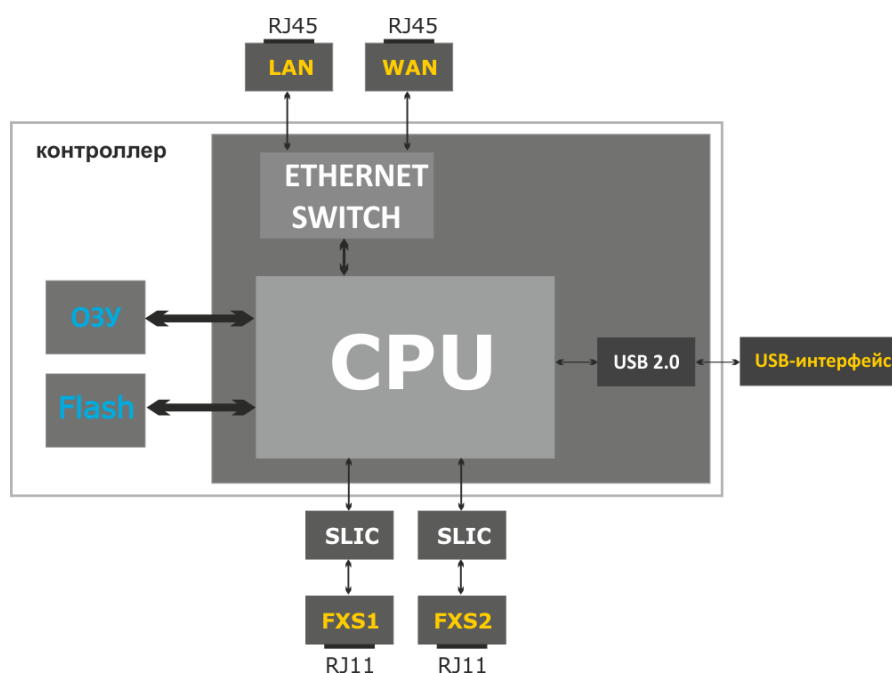 RJ45
RJ45
LAN
WAN
контроллер
ETHERNET
SWITCH
ОЗУ
CPU
USB 2.0
USB-интерфейс
Flash
SLIC
SLIC
FXS1
FXS2
RJ11
RJ11